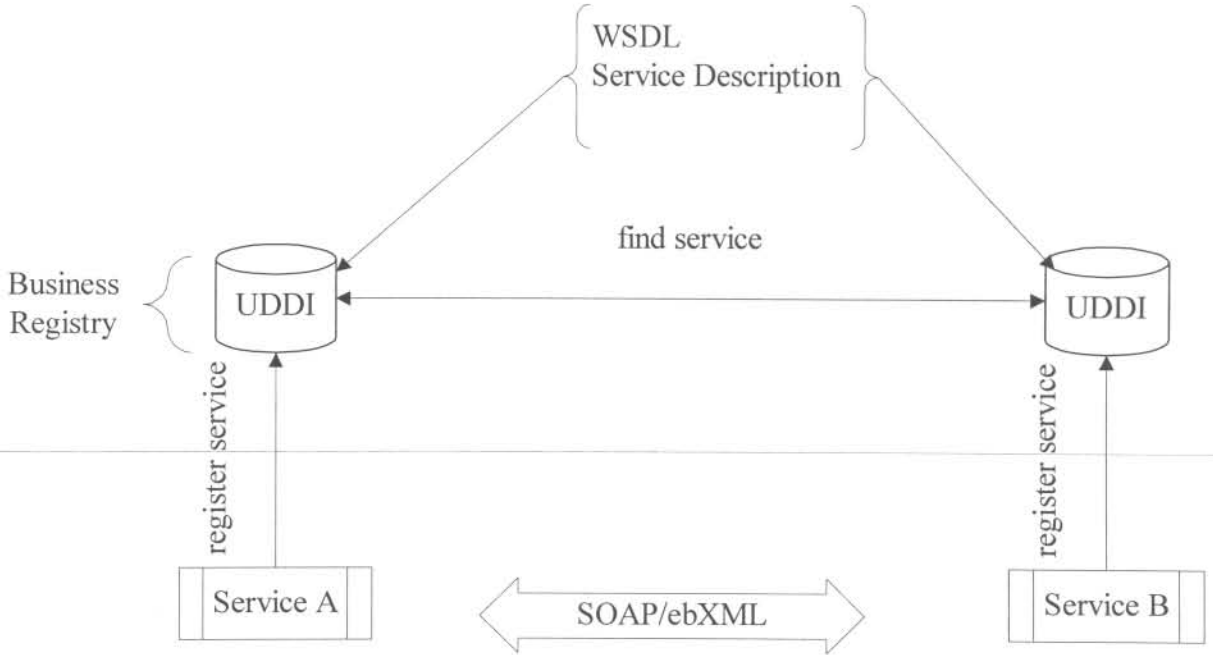 WSDL
Service Description
find service
Business
Registry
UDDI
UDDI
register service
register service
Service A
SOAP/ebXML
Service B